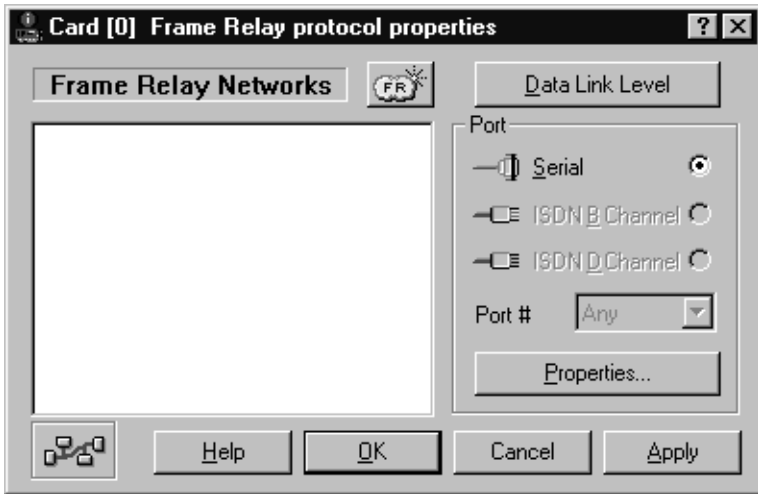 Card [0]  Frame Relay protocol properties
? X
Frame Relay Networks
FR
Data Link Level
Port
Serial
ISDN B Channel
ISDN D Channel
Port #
Any
Properties...
Help
OK
Cancel
Apply